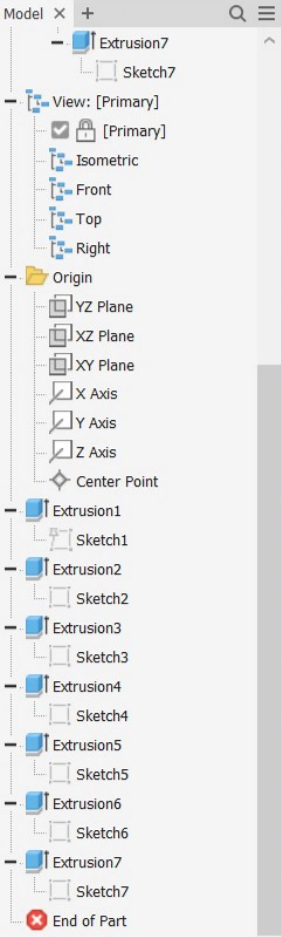 Model × +
Extrusion7
Sketch7
View: [Primary]
[Primary]
Isometric
Front
Top
Right
Origin
YZ Plane
XZ Plane
XY Plane
X Axis
Y Axis
Z Axis
Center Point
Extrusion1
Sketch1
Extrusion2
Sketch2
Extrusion3
Sketch3
Extrusion4
Sketch4
Extrusion5
Sketch5
Extrusion6
Sketch6
Extrusion7
Sketch7
End of Part